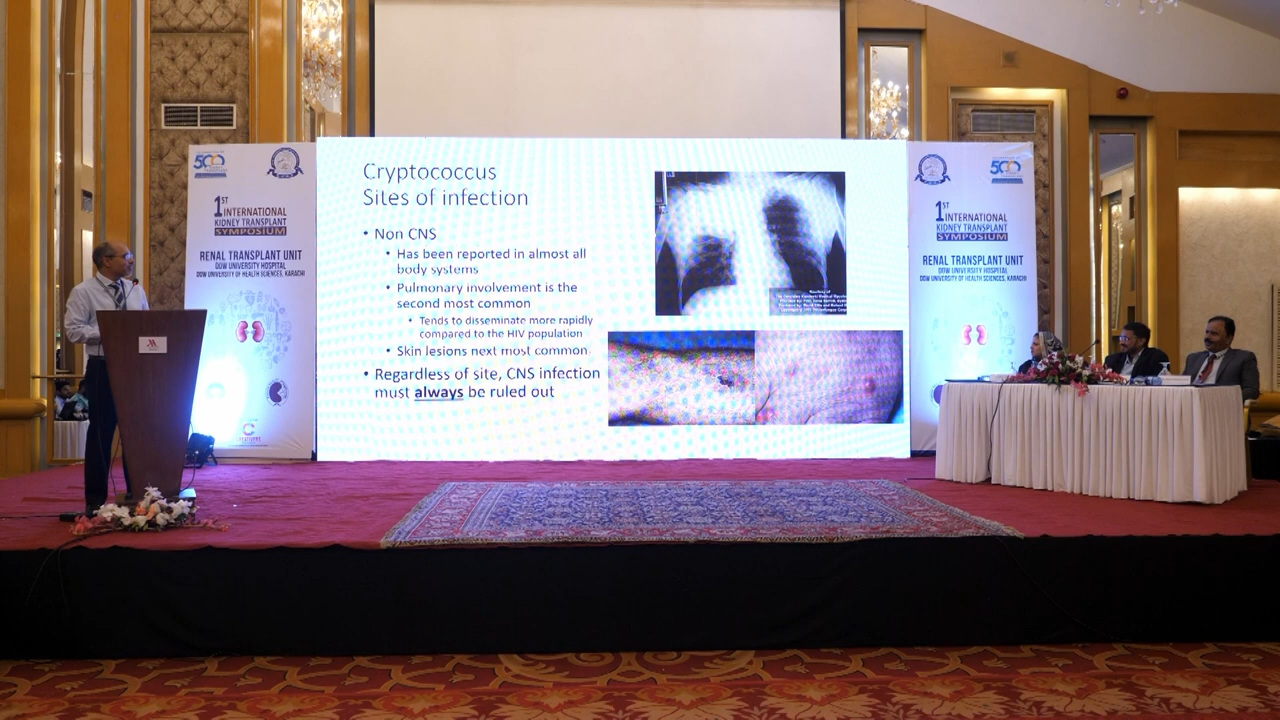 500
1ST
INTERNATIONAL
KIDNEY TRANSPLANT
SYMPOSIUM
RENAL TRANSPLANT UNIT
DOW UNIVERSITY HOSPITAL
DOW UNIVERSITY OF HEALTH SCIENCES, KARACHI
Cryptococcus
Sites of infection
• Non CNS
• Has been reported in almost all
body systems
• Pulmonary involvement is the
second most common
• Tends to disseminate more rapidly
compared to the HIV population
• Skin lesions next most common
• Regardless of site, CNS infection
must always be ruled out
500
1ST
INTERNATIONAL
KIDNEY TRANSPLANT
SYMPOSIUM
RENAL TRANSPLANT UNIT
DOW UNIVERSITY HOSPITAL,
DOW UNIVERSITY OF HEALTH SCIENCES, KARACHI